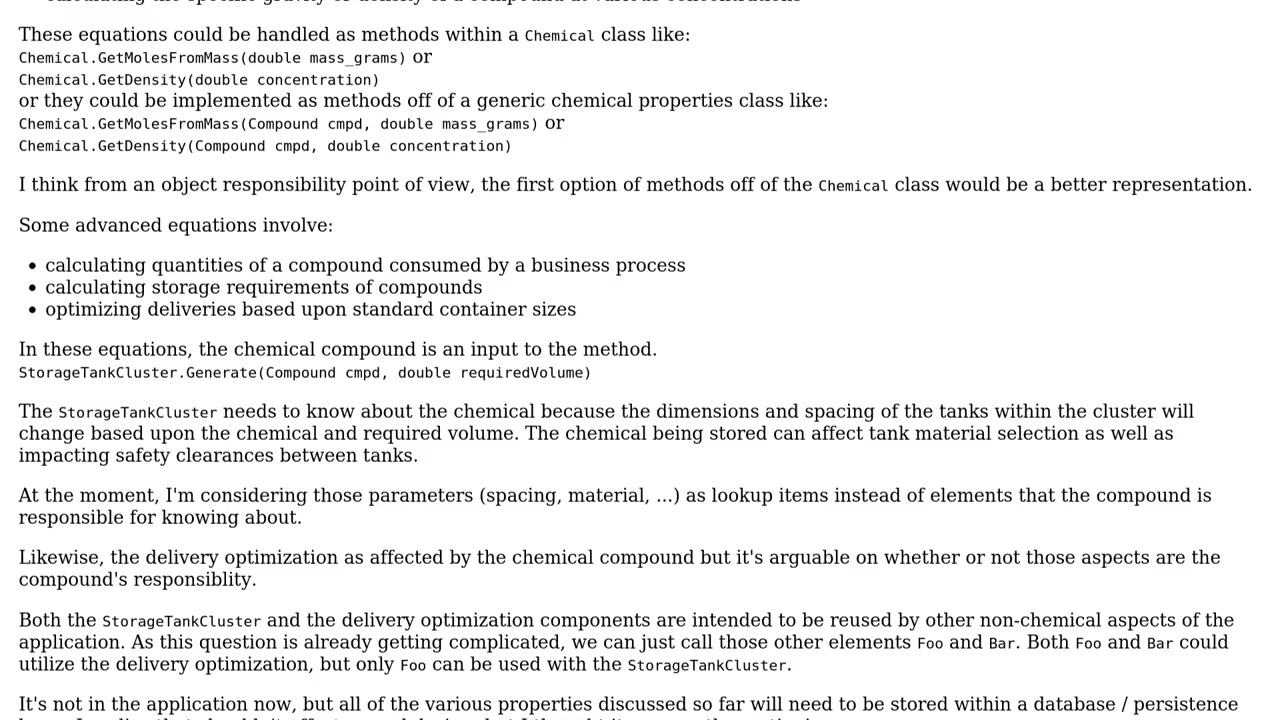 These equations could be handled as methods within a Chemical class like:
Chemical.GetMolesFromMass(double mass_grams) or
Chemical.GetDensity(double concentration)
or they could be implemented as methods off of a generic chemical properties class like:
Chemical.GetMolesFromMass(Compound cmpd, double mass_grams) or
Chemical.GetDensity(Compound cmpd, double concentration)
I think from an object responsibility point of view, the first option of methods off of the Chemical class would be a better representation.
Some advanced equations involve:
• calculating quantities of a compound consumed by a business process
• calculating storage requirements of compounds
• optimizing deliveries based upon standard container sizes
In these equations, the chemical compound is an input to the method.
StorageTankCluster.Generate(Compound cmpd, double requiredVolume)
The StorageTankCluster needs to know about the chemical because the dimensions and spacing of the tanks within the cluster will
change based upon the chemical and required volume. The chemical being stored can affect tank material selection as well as
impacting safety clearances between tanks.
At the moment, I'm considering those parameters (spacing, material, ...) as lookup items instead of elements that the compound is
responsible for knowing about.
Likewise, the delivery optimization as affected by the chemical compound but it's arguable on whether or not those aspects are the
compound's responsiblity.
Both the StorageTankCluster and the delivery optimization components are intended to be reused by other non-chemical aspects of the
application. As this question is already getting complicated, we can just call those other elements Foo and Bar. Both Foo and Bar could
utilize the delivery optimization, but only Foo can be used with the StorageTankCluster.
It's not in the application now, but all of the various properties discussed so far will need to be stored within a database / persistence